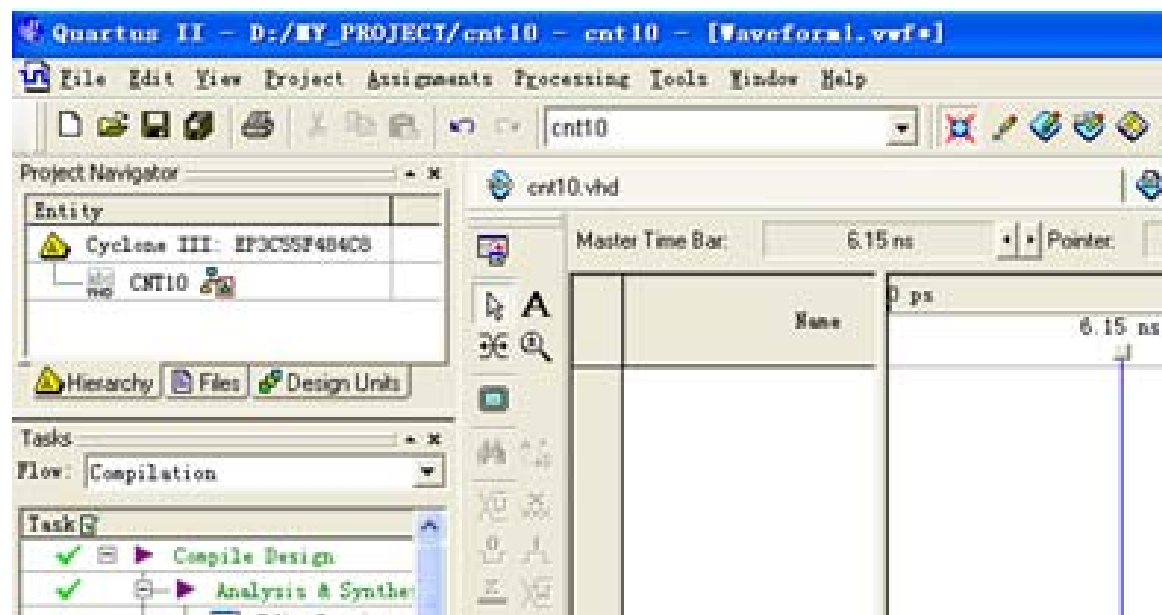 Quartus II - D:/MY_PROJECT/cnt10 - cnt10 - [Waveform1.vwf*]
File Edit View Project Assignments Processing Tools Window Help
cnt10
Project Navigator
cnt10.vhd
Entity
Cyclone III: EP3C55F484C8
CNT10
Master Time Bar: 6.15 ns Pointer:
A
0 ps
Name
6.15 ns
Hierarchy Files Design Units
Tasks
Flow: Compilation
Task
Compile Design
Analysis & Synthe